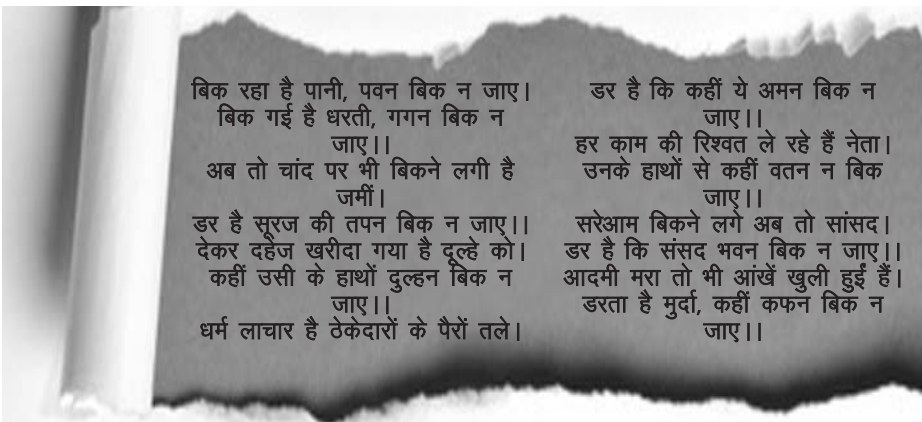 बिक रहा है पानी, पवन बिक न जाए।
बिक गई है धरती, गगन बिक न
जाए।।
अब तो चांद पर भी बिकने लगी है
जमीं।
डर है सूरज की तपन बिक न जाए।।
देकर दहेज खरीदा गया है दूल्हे को।
कहीं उसी के हाथों दुल्हन बिक न
जाए।।
धर्म लाचार है ठेकेदारों के पैरों तले।
डर है कि कहीं ये अमन बिक न
जाए।।
हर काम की रिश्वत ले रहे हैं नेता।
उनके हाथों से कहीं वतन न बिक
जाए।।
सरेआम बिकने लगे अब तो सांसद।
डर है कि संसद भवन बिक न जाए।।
आदमी मरा तो भी आंखें खुली हुईं हैं।
डरता है मुर्दा, कहीं कफन बिक न
जाए।।